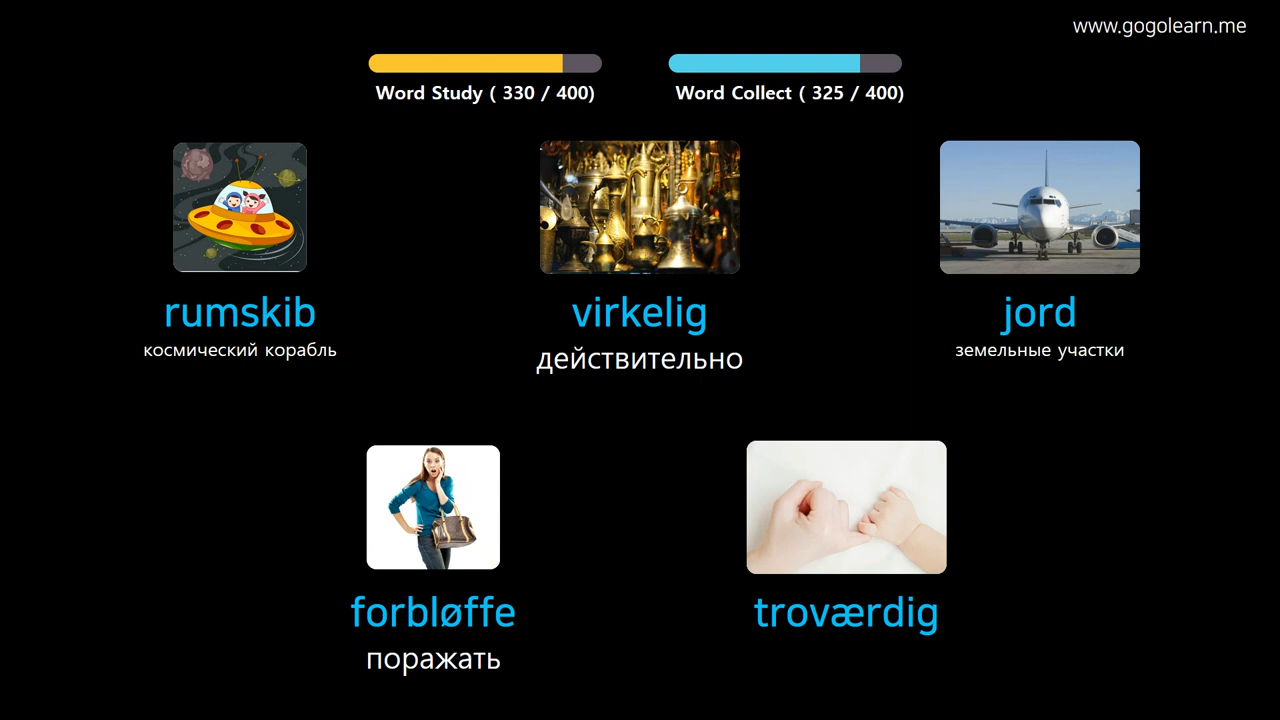 www.gogolearn.me
Word Study ( 330 / 400)
Word Collect ( 325 / 400)
rumskib
космический корабль
virkelig
действительно
jord
земельные участки
forbløffe
поражать
troværdig